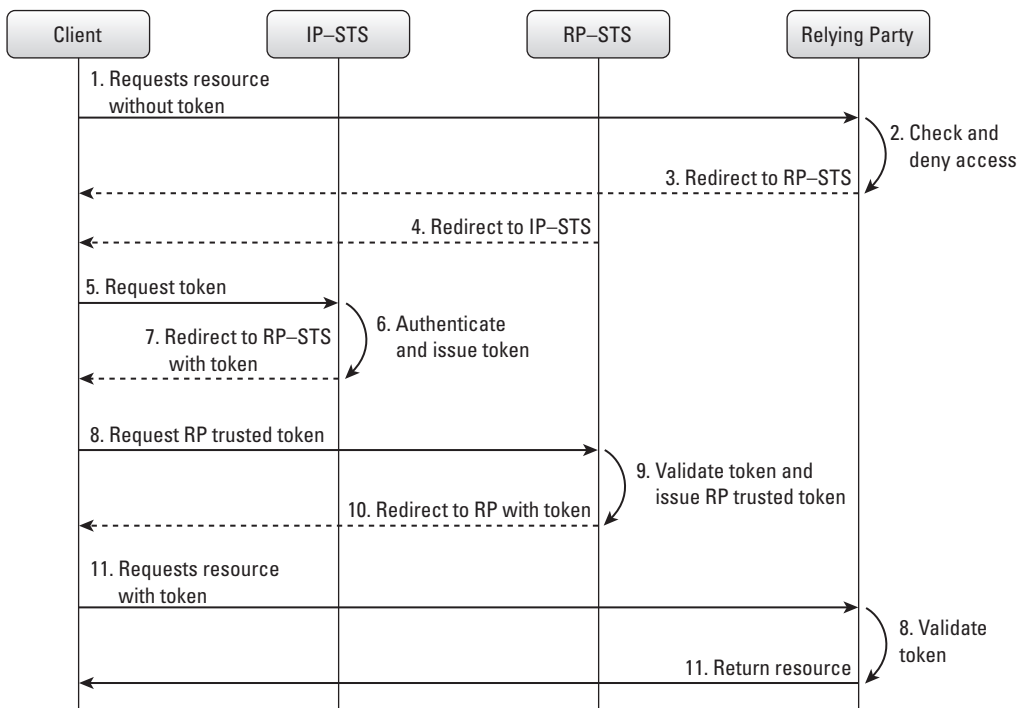 Client
IP–STS
RP–STS
Relying Party
1. Requests resource
without token
2. Check and
deny access
3. Redirect to RP–STS
4. Redirect to IP–STS
5. Request token
6. Authenticate
and issue token
7. Redirect to RP–STS
with token
8. Request RP trusted token
9. Validate token and
issue RP trusted token
10. Redirect to RP with token
11. Requests resource
with token
8. Validate
token
11. Return resource